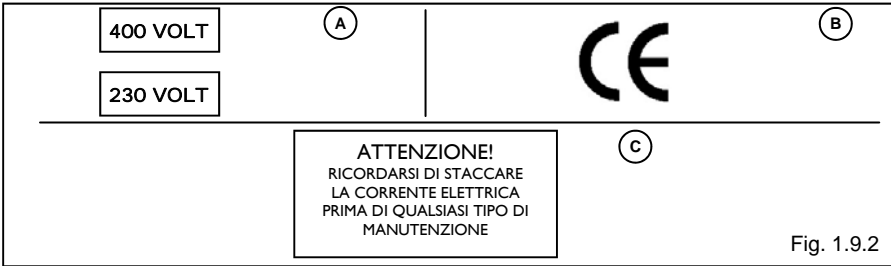 400 VOLT
A
B
CE
230 VOLT
C
ATTENZIONE!
RICORDARSI DI STACCARE
LA CORRENTE ELETTRICA
PRIMA DI QUALSIASI TIPO DI
MANUTENZIONE
Fig. 1.9.2